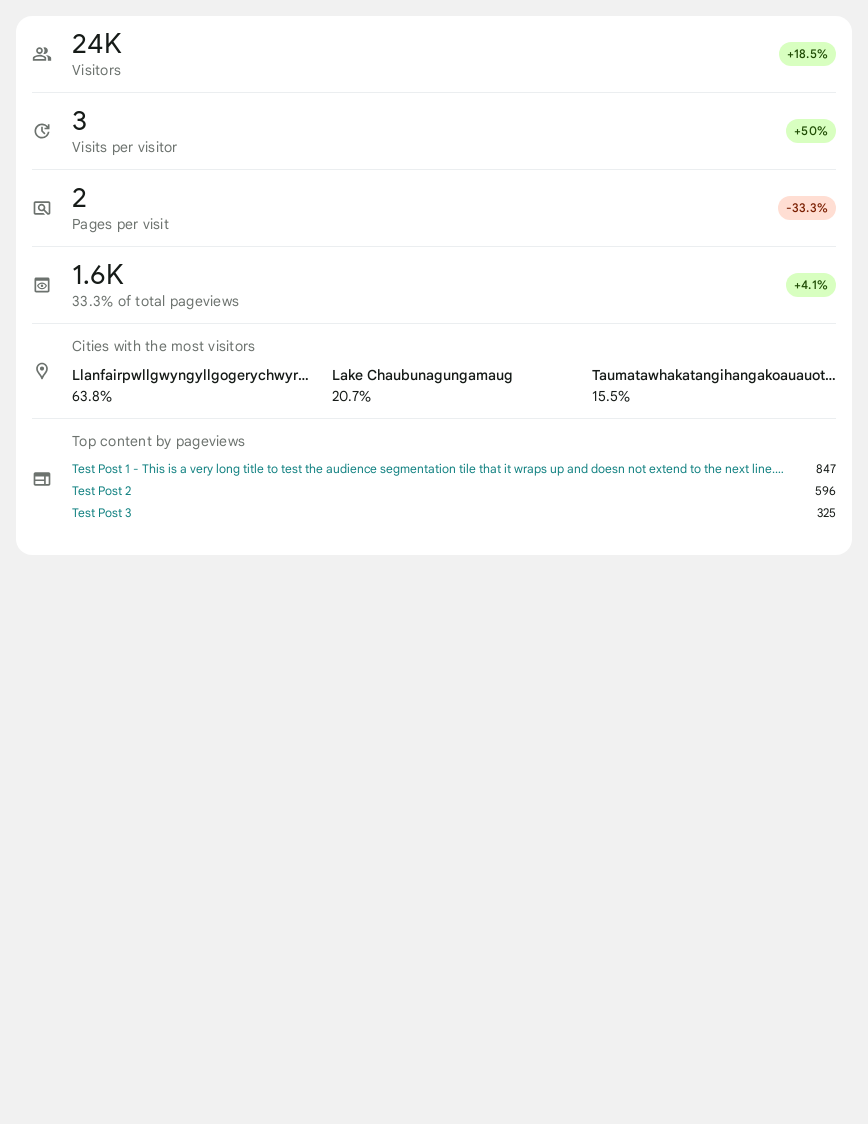 24K
Visitors
+18.5%
3
Visits per visitor
+50%
2
Pages per visit
-33.3%
1.6K
33.3% of total pageviews
+4.1%
Cities with the most visitors
Llanfairpwllgwyngyllgogerychwyr... Lake Chaubunagungamaug Taumatawhakatangihangakoauauot...
63.8% 20.7% 15.5%
Top content by pageviews
Test Post 1 - This is a very long title to test the audience segmentation tile that it wraps up and doesn not extend to the next line.... 847
Test Post 2 596
Test Post 3 325